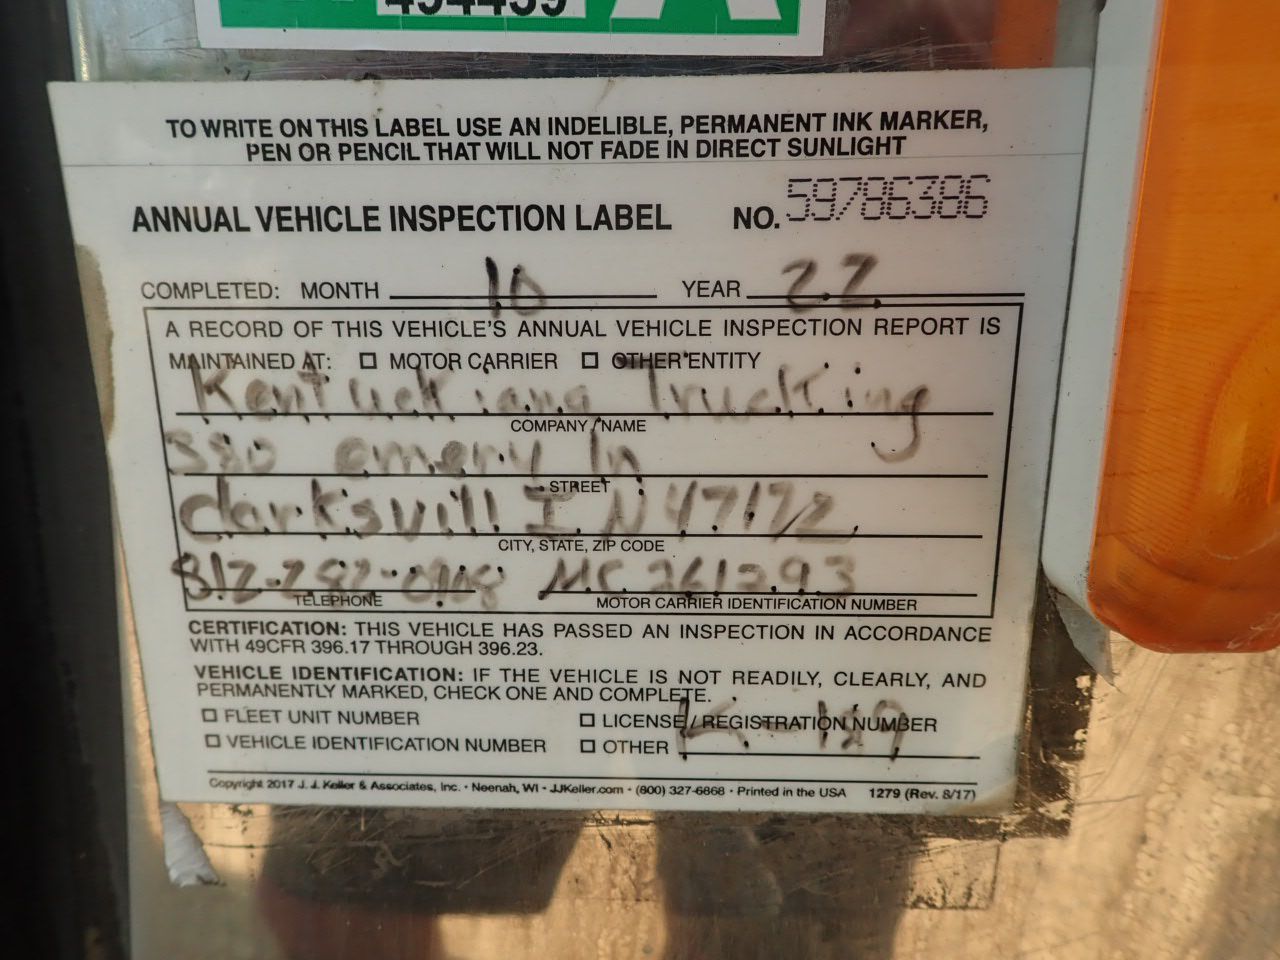 TO WRITE ON THIS LABEL USE AN INDELIBLE, PERMANENT INK MARKER,
PEN OR PENCIL THAT WILL NOT FADE IN DIRECT SUNLIGHT
ANNUAL VEHICLE INSPECTION LABEL NO. 59786386
COMPLETED: MONTH 10 YEAR 22
A RECORD OF THIS VEHICLE'S ANNUAL VEHICLE INSPECTION REPORT IS
MAINTAINED AT: ☐ MOTOR CARRIER ☐ OTHER ENTITY
Kentuckiana Trucking
COMPANY NAME
380 emery ln
STREET
clarksvill IN 47172
CITY, STATE, ZIP CODE
812-282-0108 MC 261293
TELEPHONE MOTOR CARRIER IDENTIFICATION NUMBER
CERTIFICATION: THIS VEHICLE HAS PASSED AN INSPECTION IN ACCORDANCE
WITH 49CFR 396.17 THROUGH 396.23.
VEHICLE IDENTIFICATION: IF THE VEHICLE IS NOT READILY, CLEARLY, AND
PERMANENTLY MARKED, CHECK ONE AND COMPLETE.
☐ FLEET UNIT NUMBER ☐ LICENSE / REGISTRATION NUMBER
☐ VEHICLE IDENTIFICATION NUMBER ☐ OTHER
Copyright 2017 J. J. Keller & Associates, Inc. • Neenah, WI • JJKeller.com • (800) 327-6868 • Printed in the USA 1279 (Rev. 8/17)